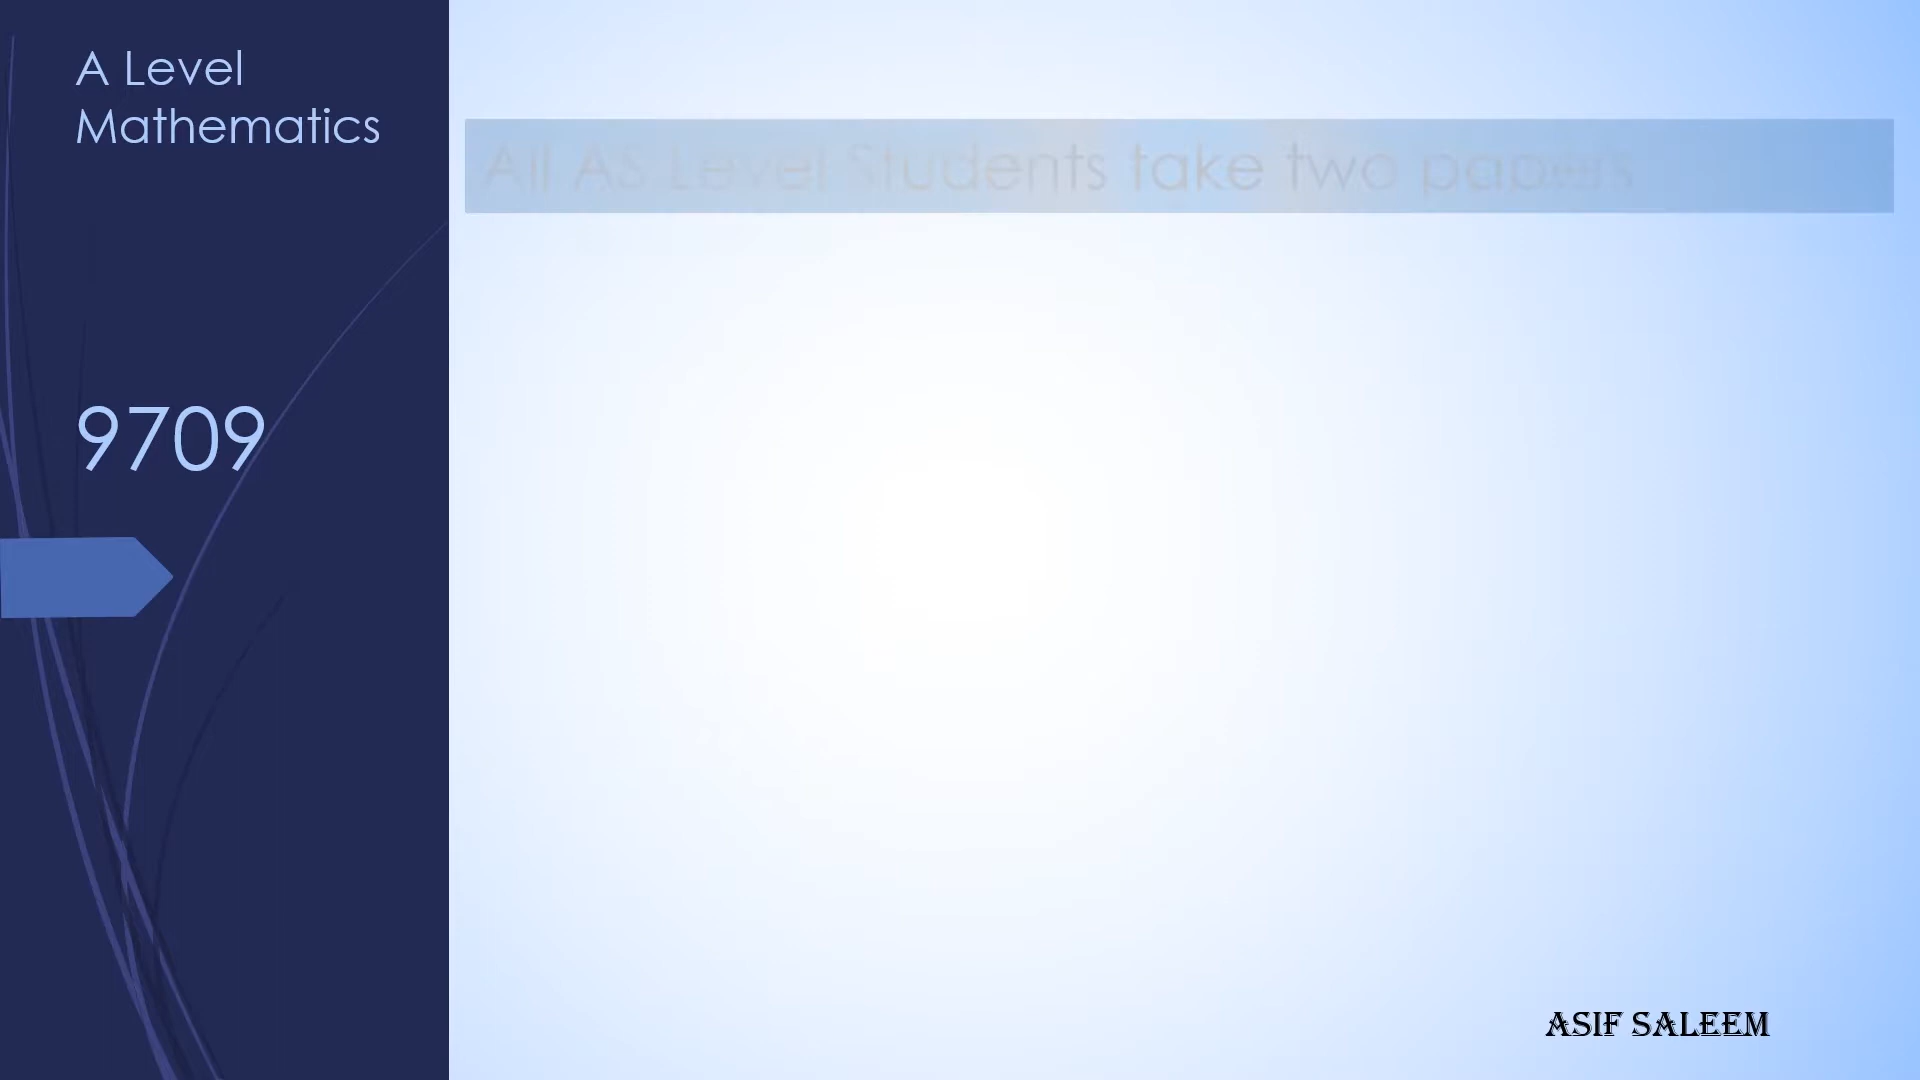 A Level
Mathematics
9709
All AS Level Students take two papers
ASIF SALEEM